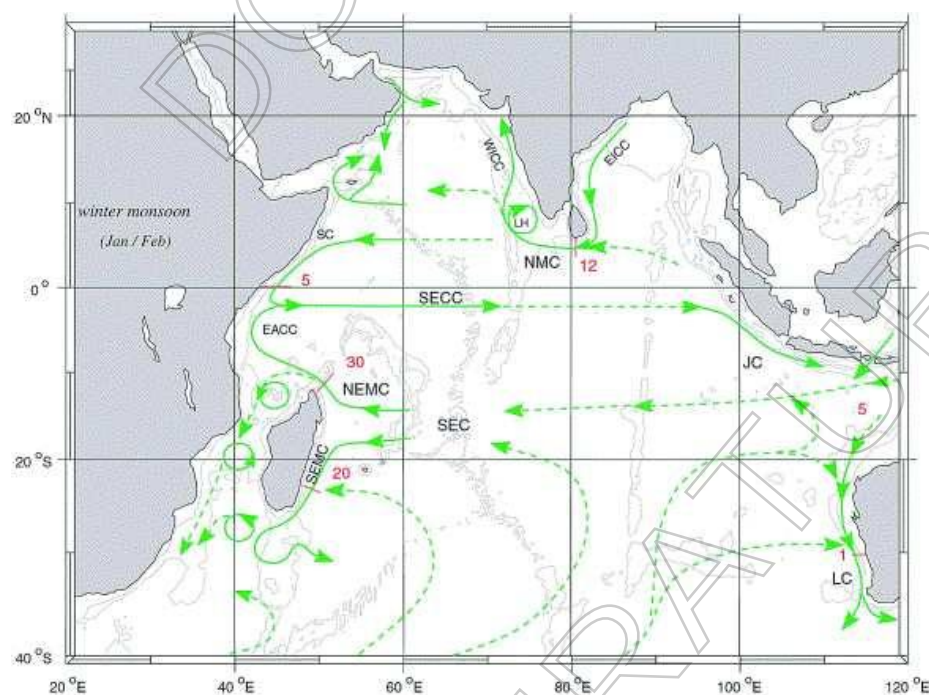 20 °N
winter monsoon
(Jan / Feb)
WICC
EICC
LH
SC
NMC
12
0°
5
SECC
EACC
30
NEMC
JC
SEC
5
20 °S
SEMC
20
1
LC
40 °S
20 °E
40 °E
60 °E
80 °E
100 °E
120 °E